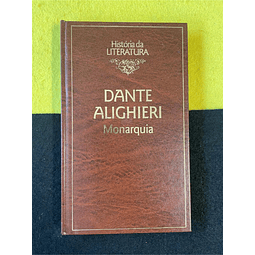 História da
LITERATURA
DANTE
ALIGHIERI
Monarquia